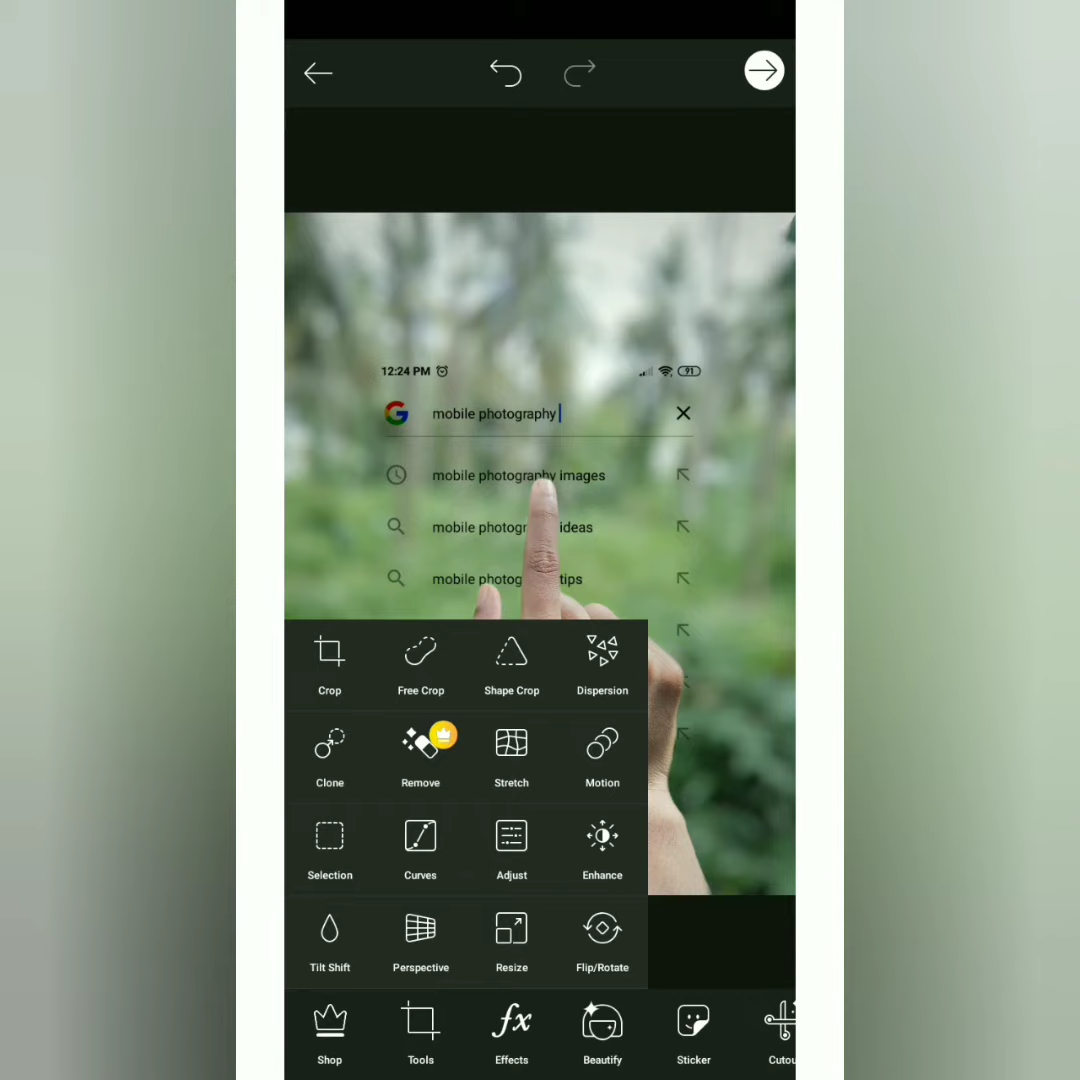 12:24 PM 91
mobile photography
mobile photography images
mobile photogr ideas
mobile photog tips
Crop Free Crop Shape Crop Dispersion
Clone Remove Stretch Motion
Selection Curves Adjust Enhance
Tilt Shift Perspective Resize Flip/Rotate
Shop Tools Effects Beautify Sticker Cutou